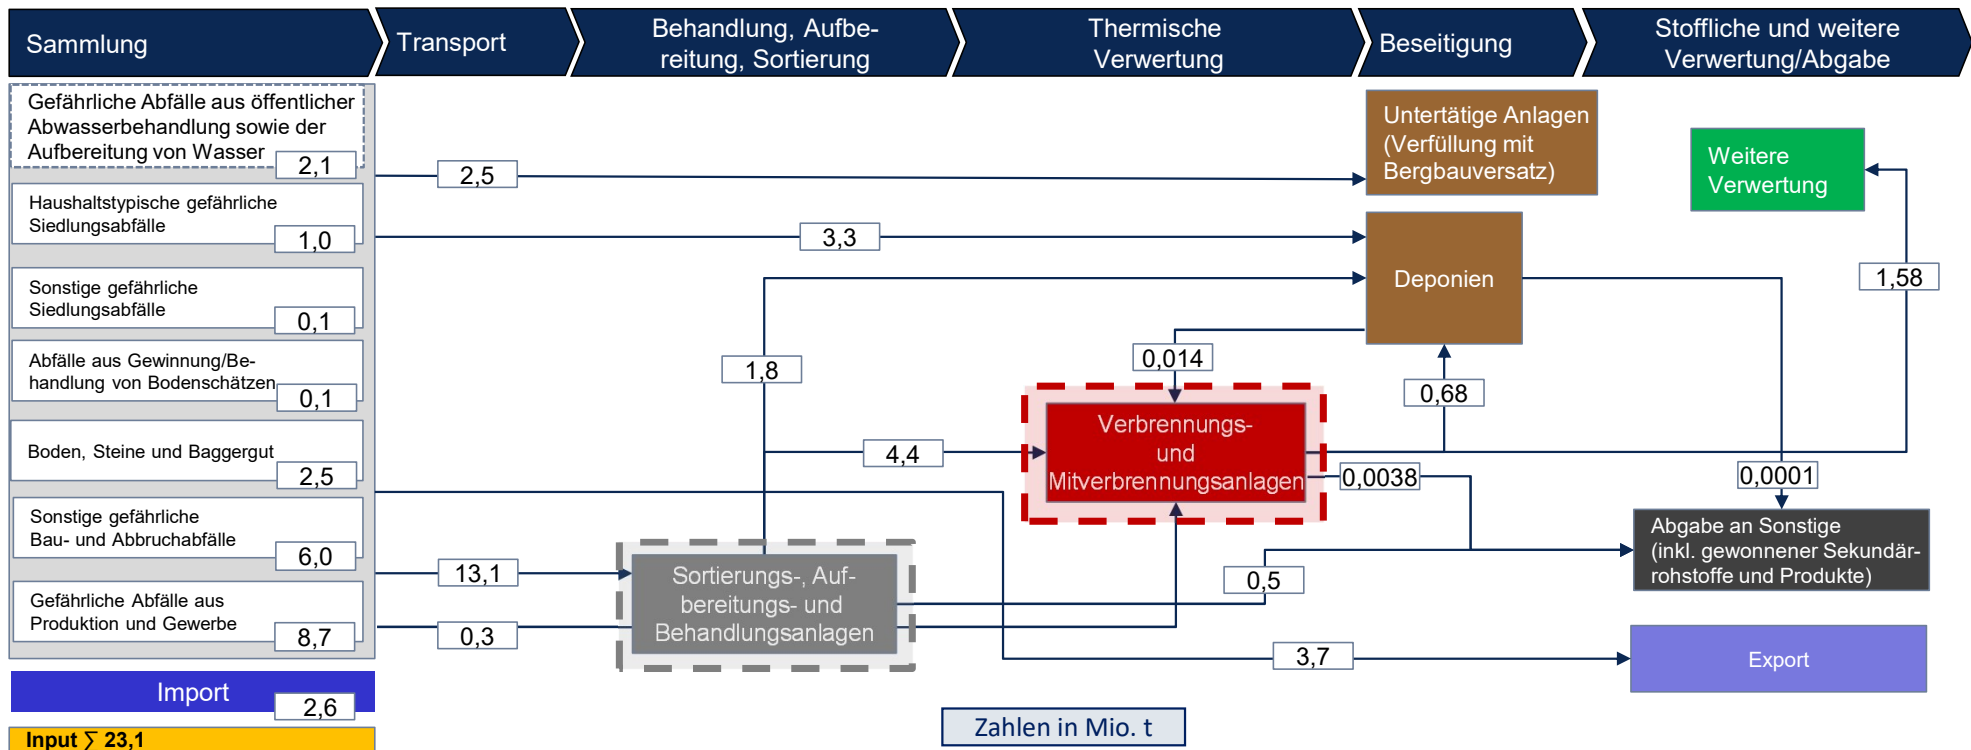 Sammlung
Transport
Behandlung, Aufbe-
reitung, Sortierung
Thermische
Verwertung
Beseitigung
Stoffliche und weitere
Verwertung/Abgabe
Gefährliche Abfälle aus öffentlicher
Abwasserbehandlung sowie der
Aufbereitung von Wasser
2,1
Haushaltstypische gefährliche
Siedlungsabfälle
1,0
Sonstige gefährliche
Siedlungsabfälle
0,1
Abfälle aus Gewinnung/Be-
handlung von Bodenschätzen
0,1
Boden, Steine und Baggergut
2,5
Sonstige gefährliche
Bau- und Abbruchabfälle
6,0
Gefährliche Abfälle aus
Produktion und Gewerbe
8,7
Import
2,6
Input ∑ 23,1
2,5
3,3
1,8
4,4
13,1
0,3
Sortierungs-, Auf-
bereitungs- und
Behandlungsanlagen
0,014
Verbrennungs-
und
Mitverbrennungsanlagen
0,68
0,0038
0,5
3,7
Untertätige Anlagen
(Verfüllung mit
Bergbauversatz)
Deponien
Weitere
Verwertung
1,58
0,0001
Abgabe an Sonstige
(inkl. gewonnener Sekundär-
rohstoffe und Produkte)
Export
Zahlen in Mio. t